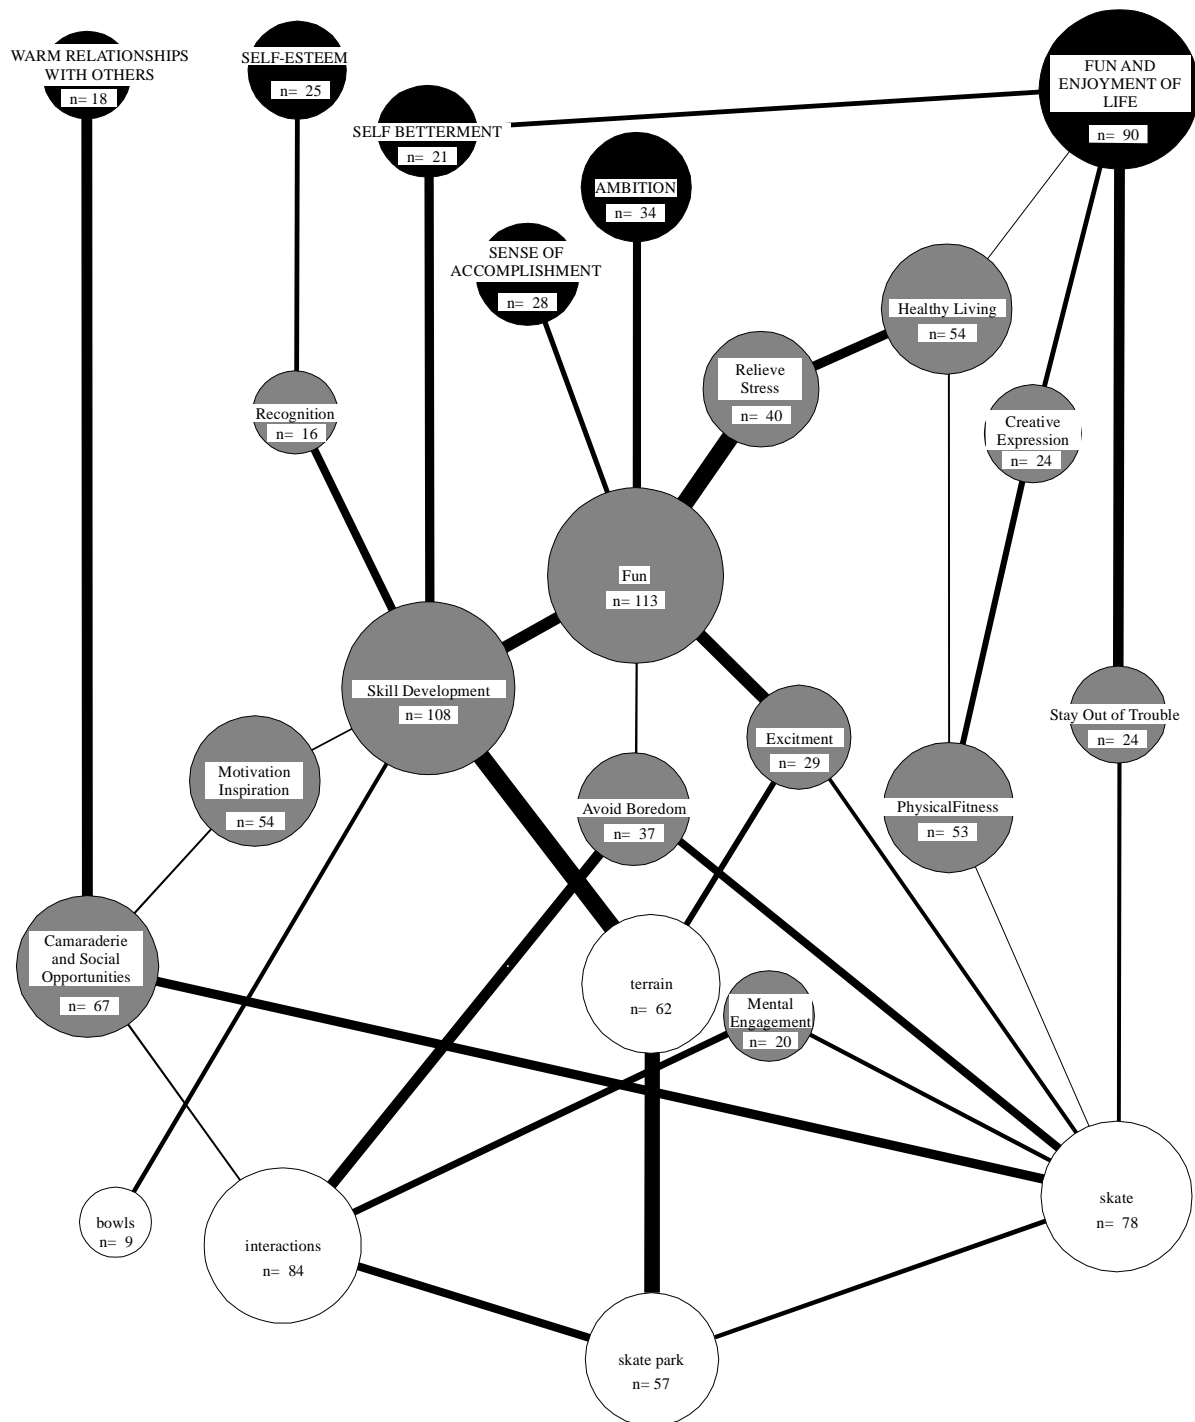 WARM RELATIONSHIPS
WITH OTHERS
n= 18
SELF-ESTEEM
n= 25
SELF BETTERMENT
n= 21
FUN AND
ENJOYMENT OF
LIFE
n= 90
AMBITION
n= 34
SENSE OF
ACCOMPLISHMENT
n= 28
Healthy Living
n= 54
Relieve
Stress
n= 40
Recognition
n= 16
Creative
Expression
n= 24
Fun
n= 113
Skill Development
n= 108
Stay Out of Trouble
n= 24
Excitment
n= 29
Motivation
Inspiration
n= 54
Avoid Boredom
n= 37
PhysicalFitness
n= 53
Camaraderie
and Social
Opportunities
n= 67
terrain
n= 62
Mental
Engagement
n= 20
bowls
n= 9
interactions
n= 84
skate
n= 78
skate park
n= 57